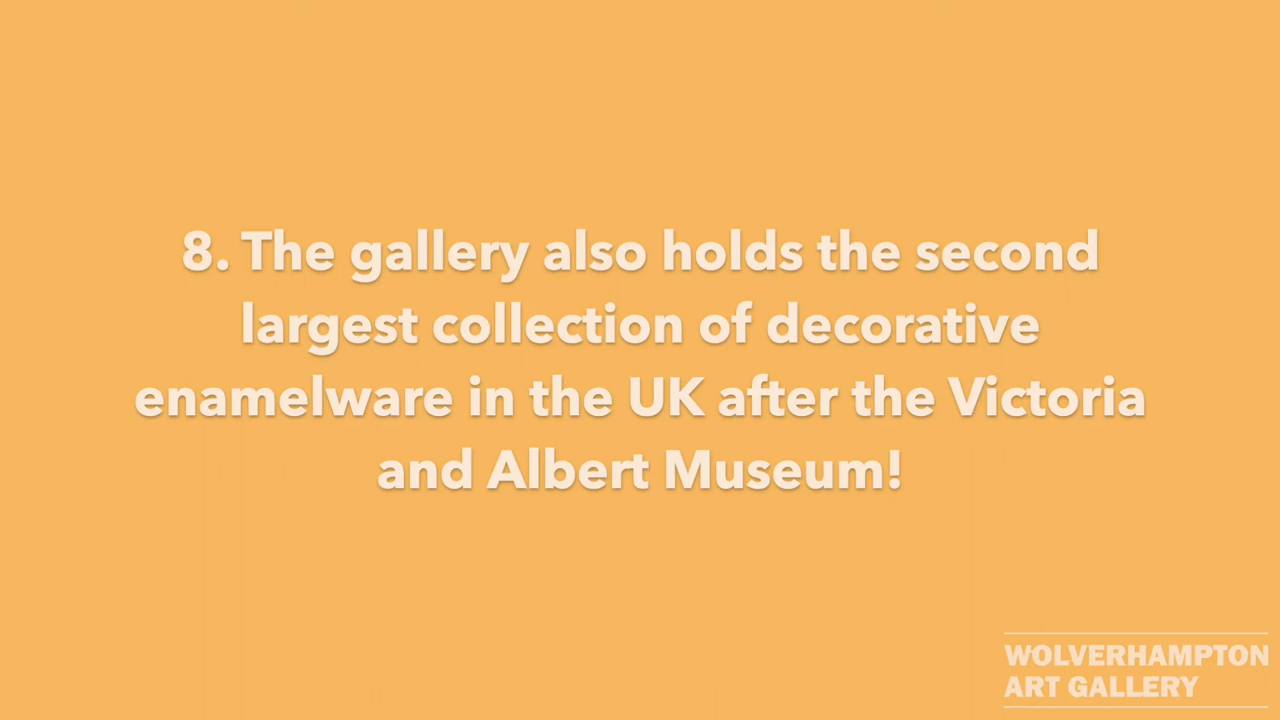 8. The gallery also holds the second
largest collection of decorative
enamelware in the UK after the Victoria
and Albert Museum!
WOLVERHAMPTON
ART GALLERY